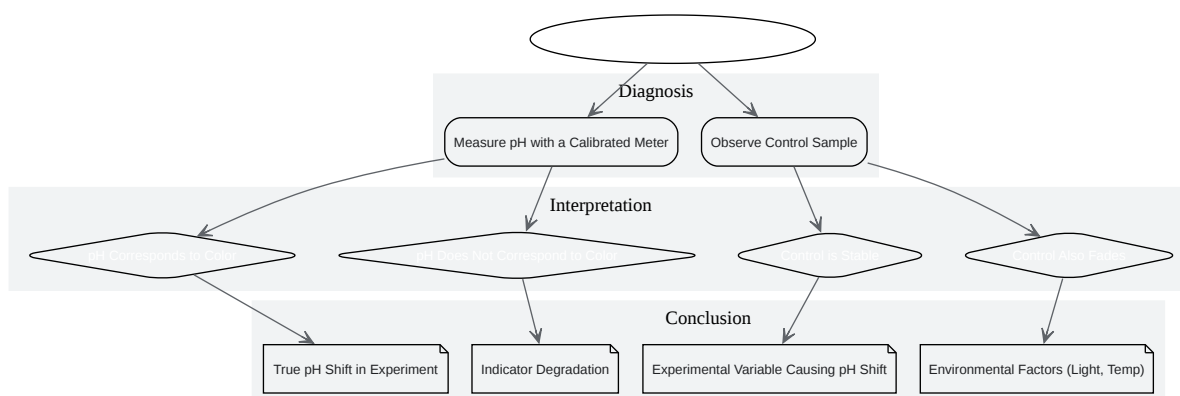 Diagnosis
Measure pH with a Calibrated Meter
Observe Control Sample
Interpretation
pH Corresponds to Color
pH Does Not Correspond to Color
Control is Stable
Control Also Fades
Conclusion
True pH Shift in Experiment
Indicator Degradation
Experimental Variable Causing pH Shift
Environmental Factors (Light, Temp)